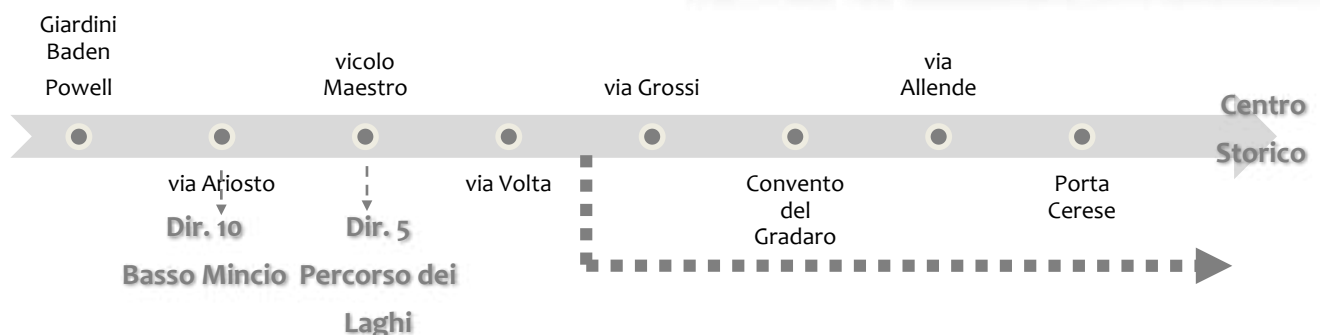 Giardini
Baden
Powell
vicolo
Maestro
via Grossi
via
Allende
Centro
Storico
via Ariosto
via Volta
Convento
del
Gradaro
Porta
Cerese
Dir. 10
Basso Mincio
Dir. 5
Percorso dei
Laghi